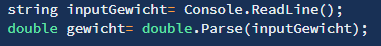 string inputGewicht= Console.ReadLine();
double gewicht= double.Parse(inputGewicht);